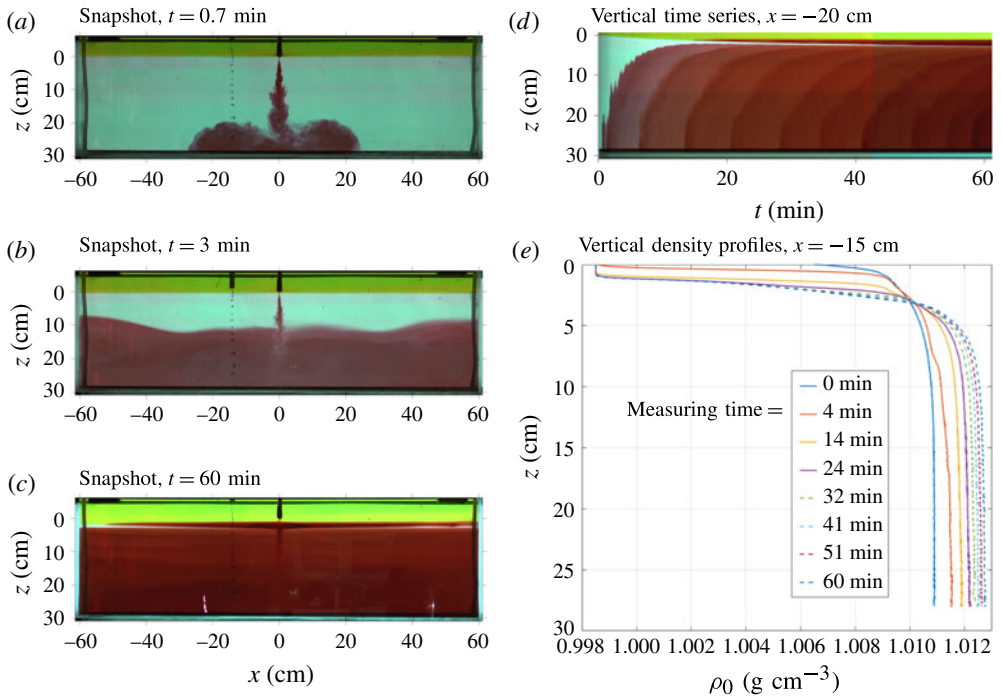 (a) Snapshot, t = 0.7 min
z (cm)
0
10
20
30
−60 −40 −20 0 20 40 60
(b) Snapshot, t = 3 min
z (cm)
0
10
20
30
−60 −40 −20 0 20 40 60
(c) Snapshot, t = 60 min
z (cm)
0
10
20
30
−60 −40 −20 0 20 40 60
x (cm)
(d) Vertical time series, x = −20 cm
z (cm)
0
10
20
30
0 20 40 60
t (min)
(e) Vertical density profiles, x = −15 cm
z (cm)
0
5
10
15
20
25
30
Measuring time =
0 min
4 min
14 min
24 min
32 min
41 min
51 min
60 min
0.998 1.000 1.002 1.004 1.006 1.008 1.010 1.012
ρ0 (g cm−3)